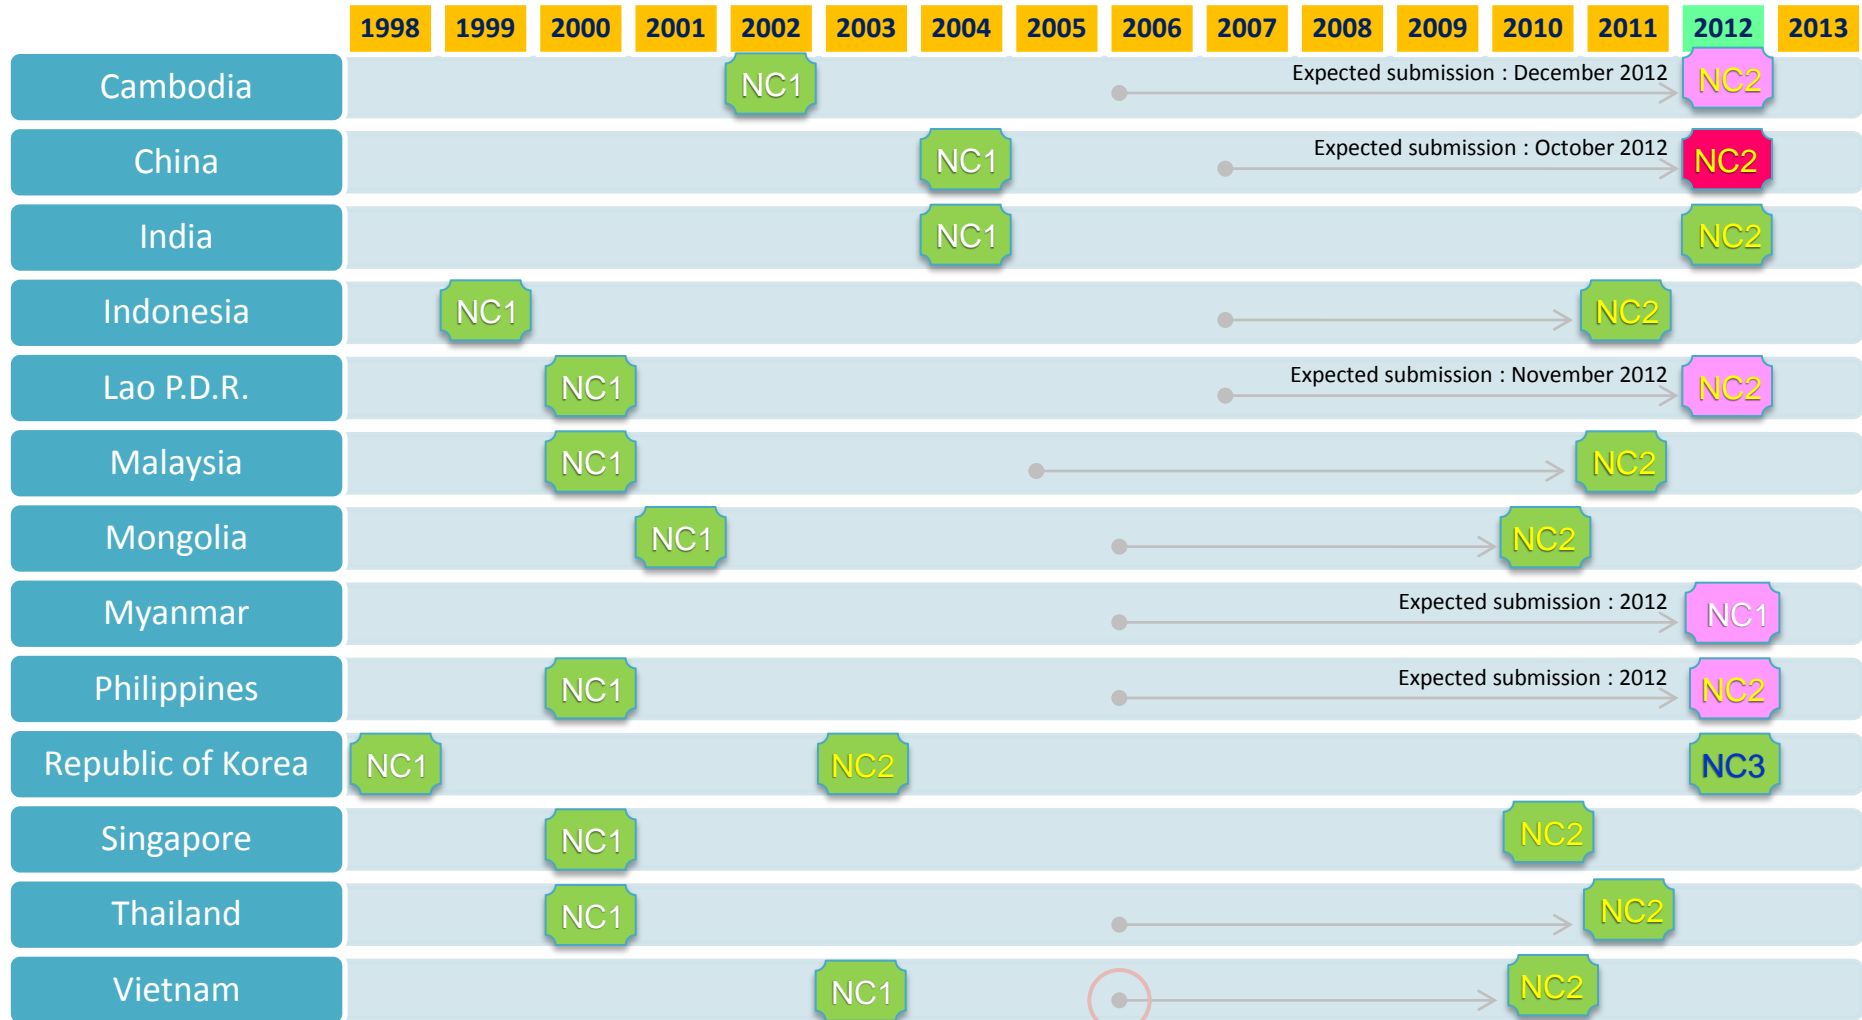 1998 1999 2000 2001 2002 2003 2004 2005 2006 2007 2008 2009 2010 2011 2012 2013
Cambodia NC1 Expected submission : December 2012 NC2
China NC1 Expected submission : October 2012 NC2
India NC1 NC2
Indonesia NC1 NC2
Lao P.D.R. NC1 Expected submission : November 2012 NC2
Malaysia NC1 NC2
Mongolia NC1 NC2
Myanmar Expected submission : 2012 NC1
Philippines NC1 Expected submission : 2012 NC2
Republic of Korea NC1 NC2 NC3
Singapore NC1 NC2
Thailand NC1 NC2
Vietnam NC1 NC2